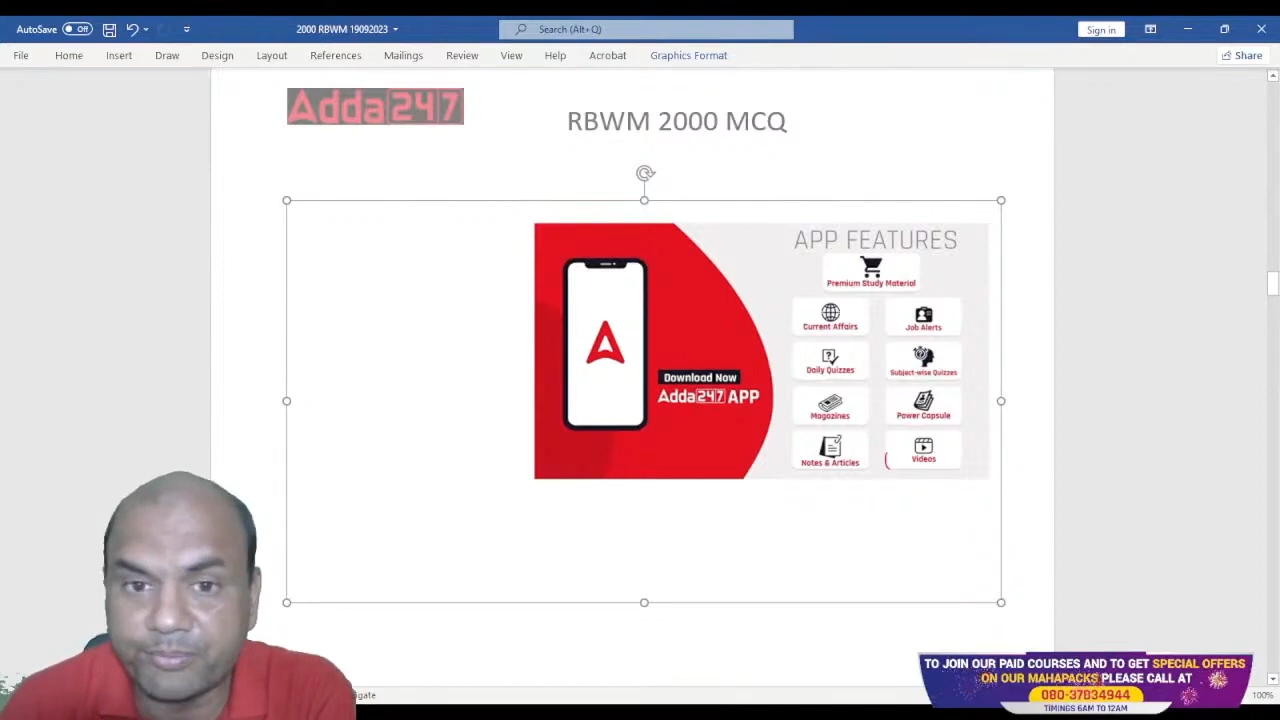 AutoSave Off
2000 RBWM 19092023
Search (Alt+Q)
Sign in
File Home Insert Draw Design Layout References Mailings Review View Help Acrobat Graphics Format
Share
Adda247
RBWM 2000 MCQ
APP FEATURES
Premium Study Material
Current Affairs
Job Alerts
Daily Quizzes
Subject-wise Quizzes
Download Now
Adda247 APP
Magazines
Power Capsule
Notes & Articles
Videos
TO JOIN OUR PAID COURSES AND TO GET SPECIAL OFFERS
ON OUR MAHAPACKS PLEASE CALL AT
080-37834944
TIMINGS 6AM TO 12AM
100%